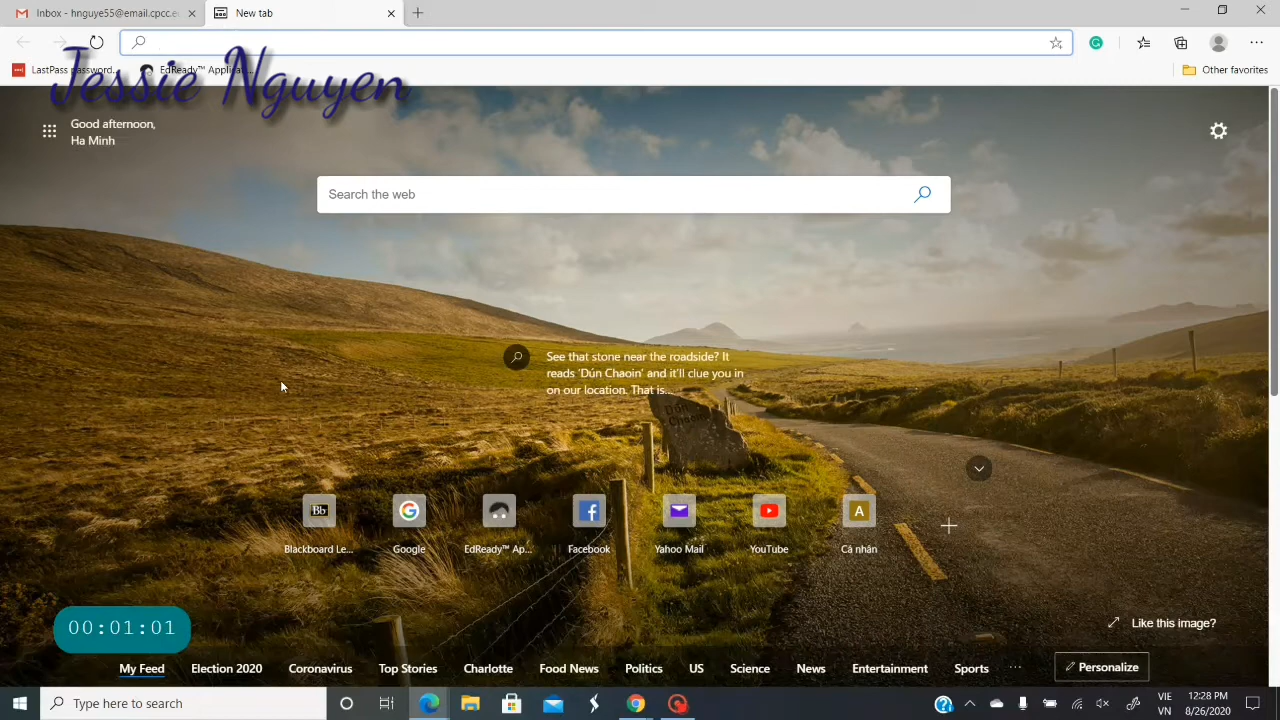 Inbox - hnguye55@email.cpcc.e
New tab
LastPass password...
EdReady™ Applicat...
Other favorites
Jessie Nguyen
Good afternoon,
Ha Minh
Search the web
See that stone near the roadside? It
reads 'Dún Chaoin' and it'll clue you in
on our location. That is...
Dún
Chaoin
Bb
A
Blackboard Le...
Google
EdReady™ Ap...
Facebook
Yahoo Mail
YouTube
Cá nhân
00:01:01
Like this image?
My Feed
Election 2020
Coronavirus
Top Stories
Charlotte
Food News
Politics
US
Science
News
Entertainment
Sports
...
Personalize
Type here to search
VIE
VN
12:28 PM
8/26/2020